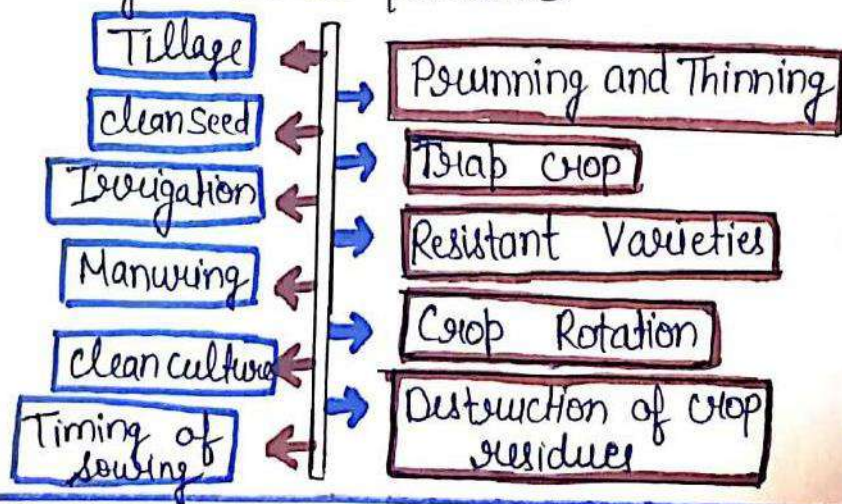 Tillage
Clean Seed
Irrigation
Manuring
Clean culture
Timing of
sowing
Prunning and Thinning
Trap crop
Resistant Varieties
Crop Rotation
Destruction of crop
residues